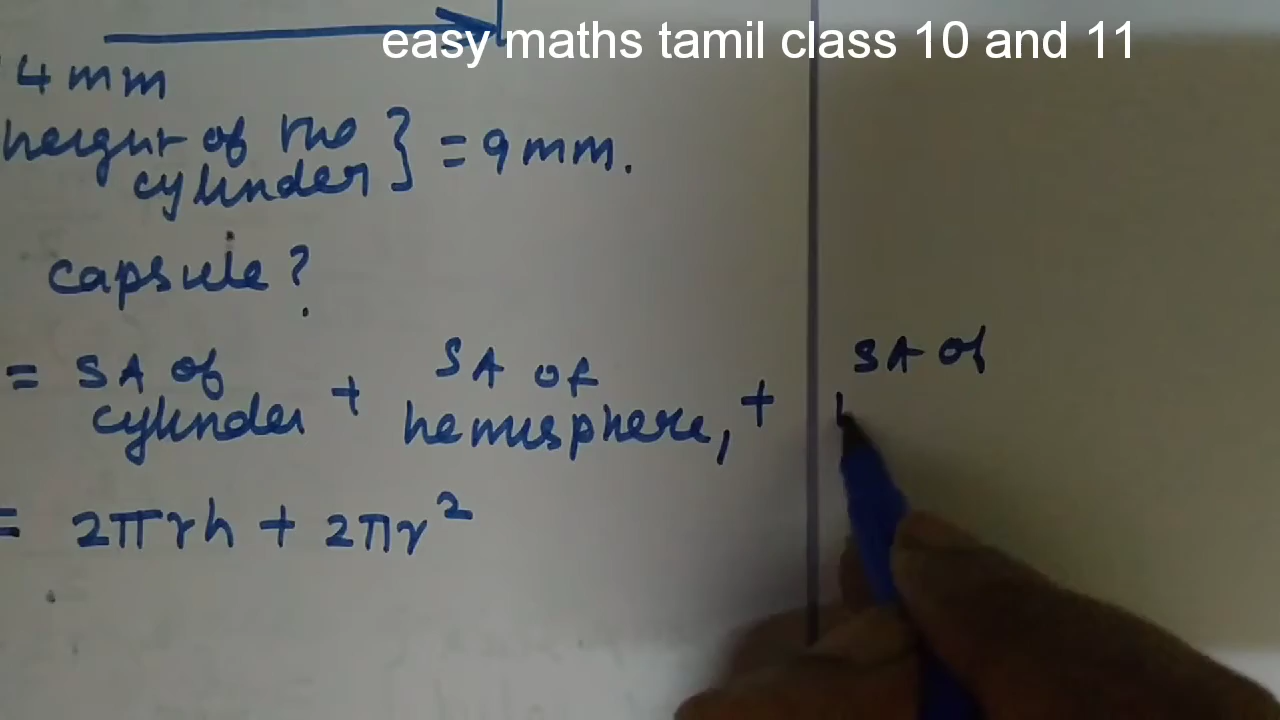 easy maths tamil class 10 and 11
4 mm
height of the
cylinder } = 9 mm.
capsule?
= SA of cylinder + SA of hemisphere, + SA of
= 2πrh + 2πr²